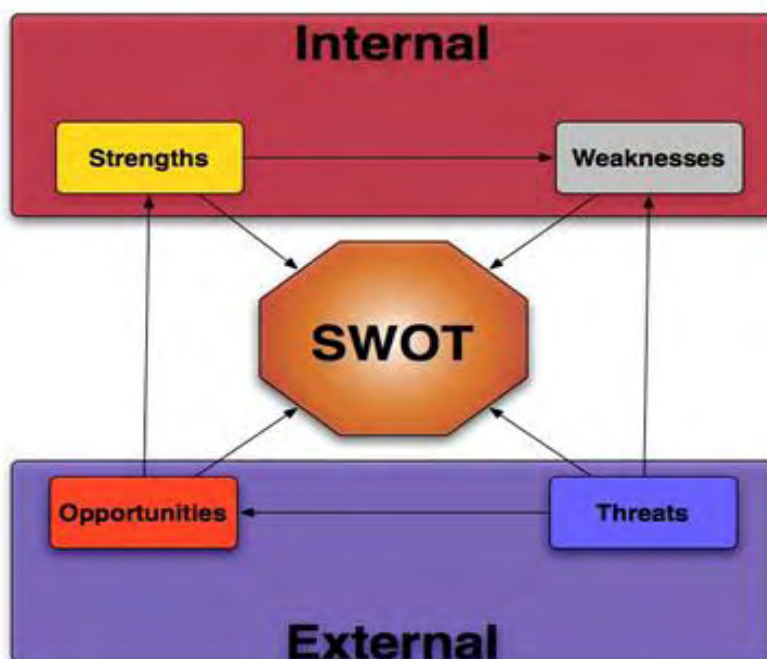 Internal
Strengths
Weaknesses
SWOT
Opportunities
Threats
External